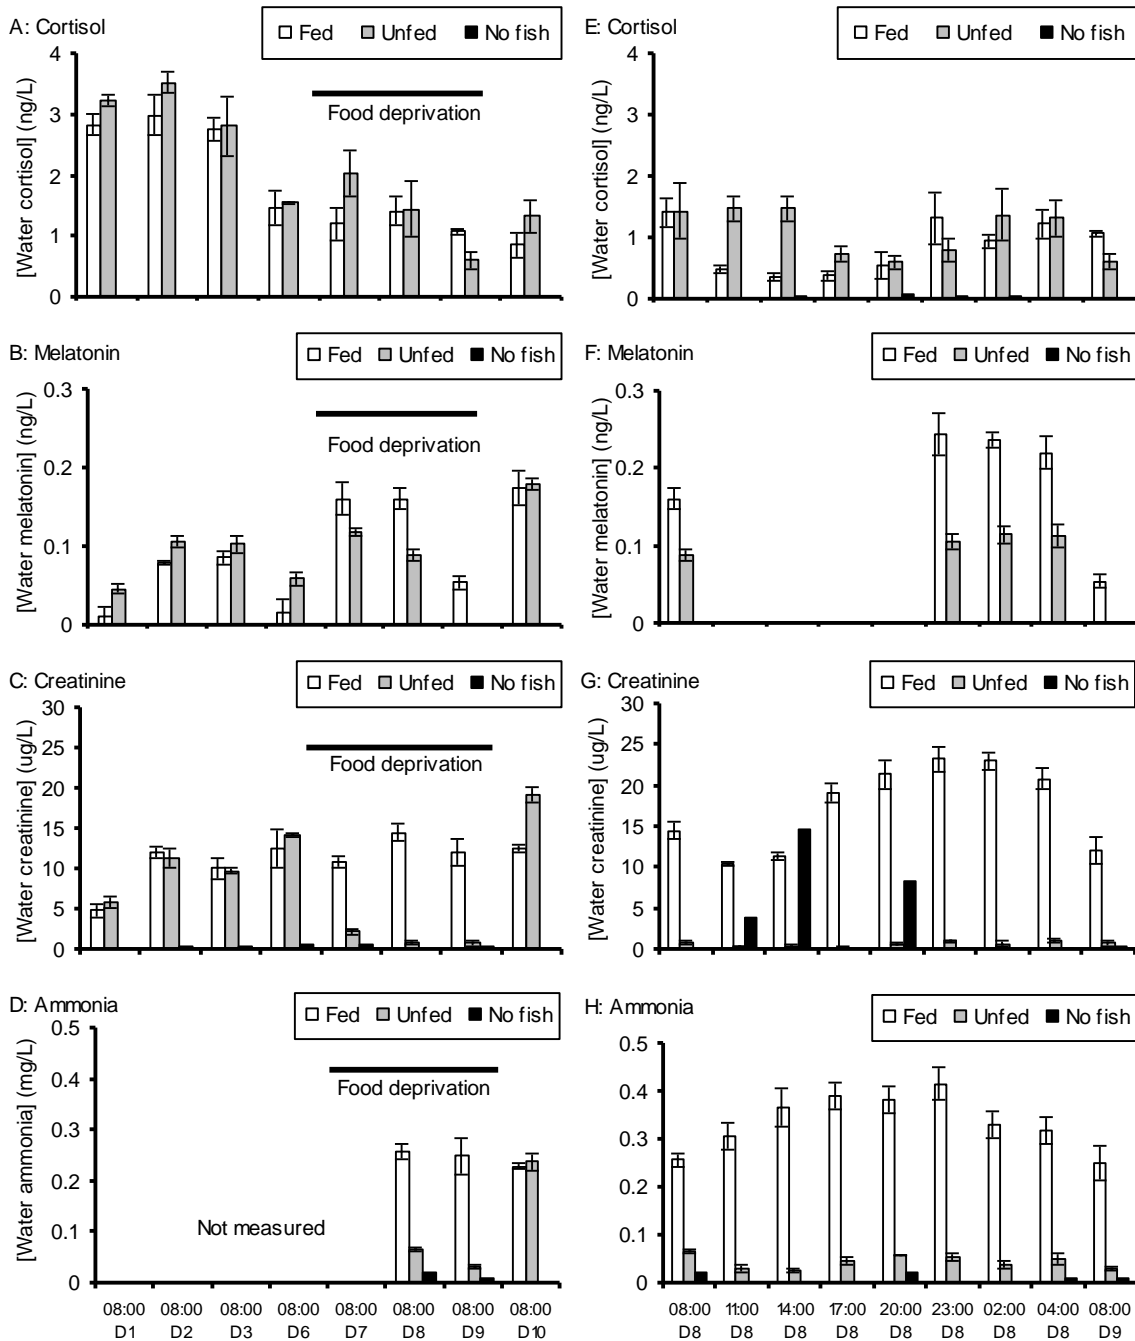 A: Cortisol
Fed Unfed No fish
[Water cortisol] (ng/L)
4
3
2
1
0
Food deprivation
B: Melatonin
Fed Unfed No fish
[Water melatonin] (ng/L)
0.3
0.2
0.1
0
Food deprivation
C: Creatinine
Fed Unfed No fish
[Water creatinine] (ug/L)
30
25
20
15
10
5
0
Food deprivation
D: Ammonia
Fed Unfed No fish
[Water ammonia] (mg/L)
0.5
0.4
0.3
0.2
0.1
0
Food deprivation
Not measured
08:00 08:00 08:00 08:00 08:00 08:00 08:00 08:00
D1 D2 D3 D6 D7 D8 D9 D10
E: Cortisol
Fed Unfed No fish
[Water cortisol] (ng/L)
4
3
2
1
0
F: Melatonin
Fed Unfed No fish
[Water melatonin] (ng/L)
0.3
0.2
0.1
0
G: Creatinine
Fed Unfed No fish
[Water creatinine] (ug/L)
30
25
20
15
10
5
0
H: Ammonia
Fed Unfed No fish
[Water ammonia] (mg/L)
0.5
0.4
0.3
0.2
0.1
0
08:00 11:00 14:00 17:00 20:00 23:00 02:00 04:00 08:00
D8 D8 D8 D8 D8 D8 D8 D8 D9